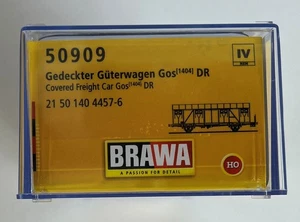 50909
IV
Gedeckter Güterwagen Gos[1404] DR
Covered Freight Car Gos[1404] DR
21 50 140 4457-6
BRAWA
A PASSION FOR DETAIL
HO